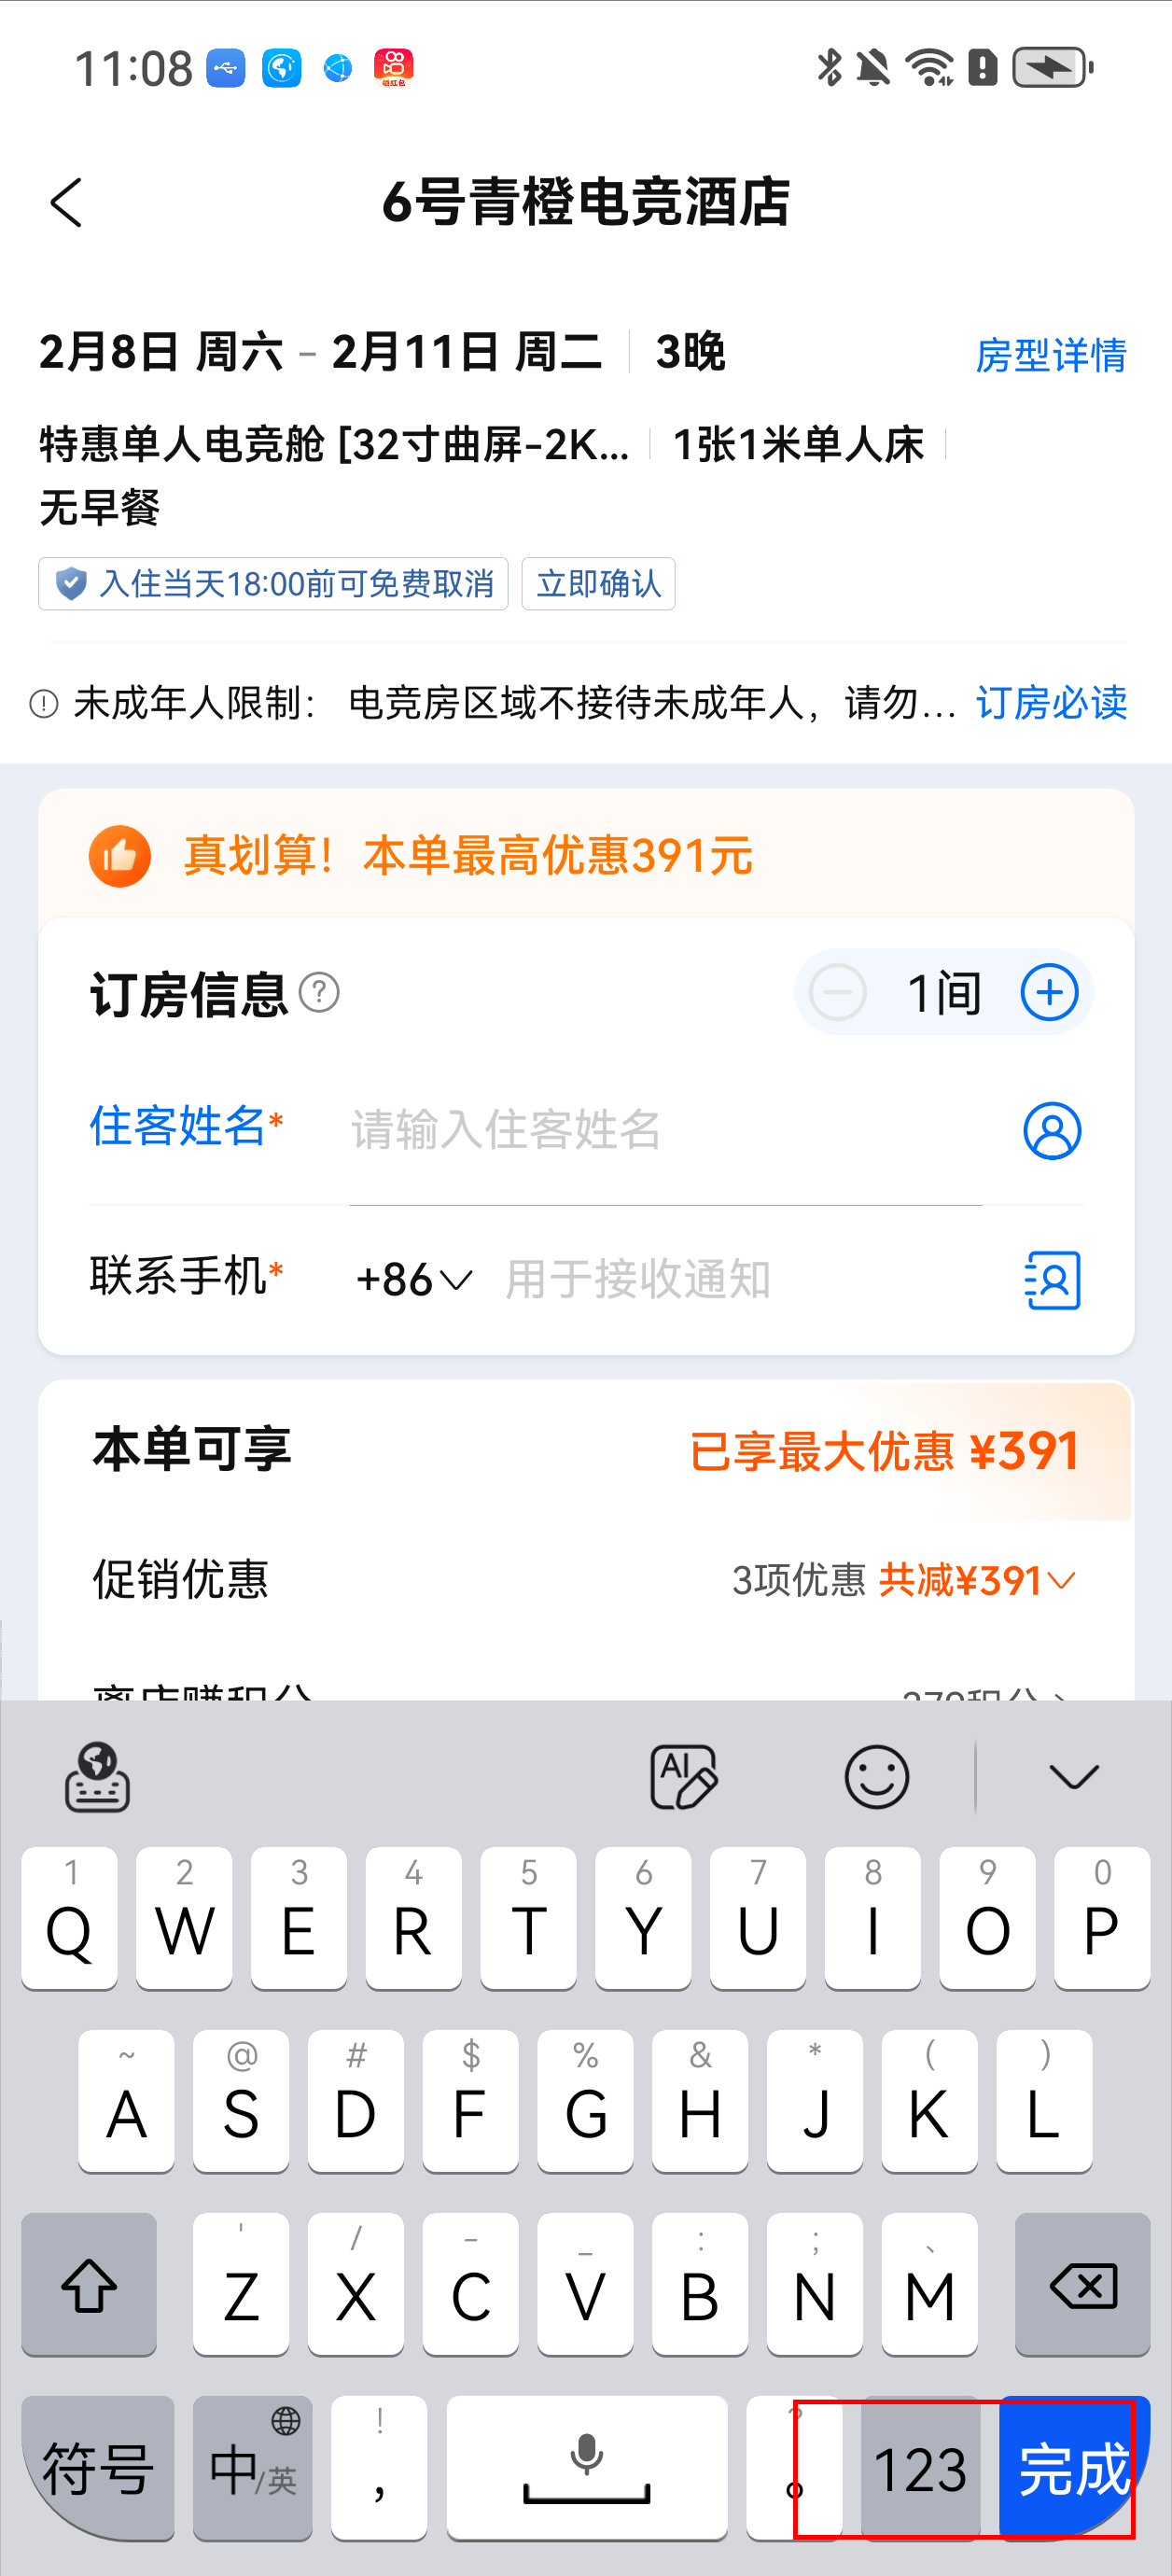 11:08
领红包
6号青橙电竞酒店
2月8日 周六 - 2月11日 周二 3晚 房型详情
特惠单人电竞舱 [32寸曲屏-2K... 1张1米单人床
无早餐
入住当天18:00前可免费取消 立即确认
未成年人限制: 电竞房区域不接待未成年人，请勿... 订房必读
真划算！本单最高优惠391元
订房信息 ? 1间
住客姓名* 请输入住客姓名
联系手机* +86 用于接收通知
本单可享 已享最大优惠 ¥391
促销优惠 3项优惠 共减¥391
AI
1 2 3 4 5 6 7 8 9 0
Q W E R T Y U I O P
~ @ # $ % & * ( )
A S D F G H J K L
' / - _ : ; 、
Z X C V B N M
符号 中/英 ! , ? 。 123 完成